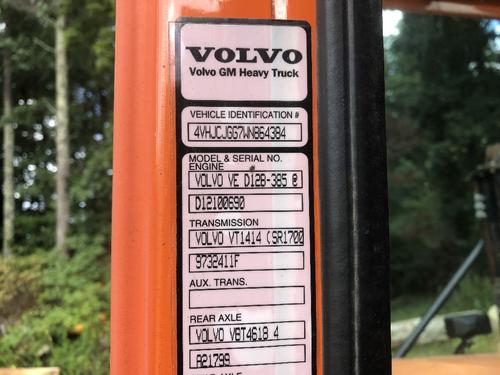 VOLVO
Volvo GM Heavy Truck
VEHICLE IDENTIFICATION #
4VHJCJGG7WN864384
MODEL & SERIAL NO.
ENGINE
VOLVO VE D12B-385 @
D12100690
TRANSMISSION
VOLVO VT1414 (SR1700
9732411F
AUX. TRANS.
REAR AXLE
VOLVO VBT4618 4
A21799